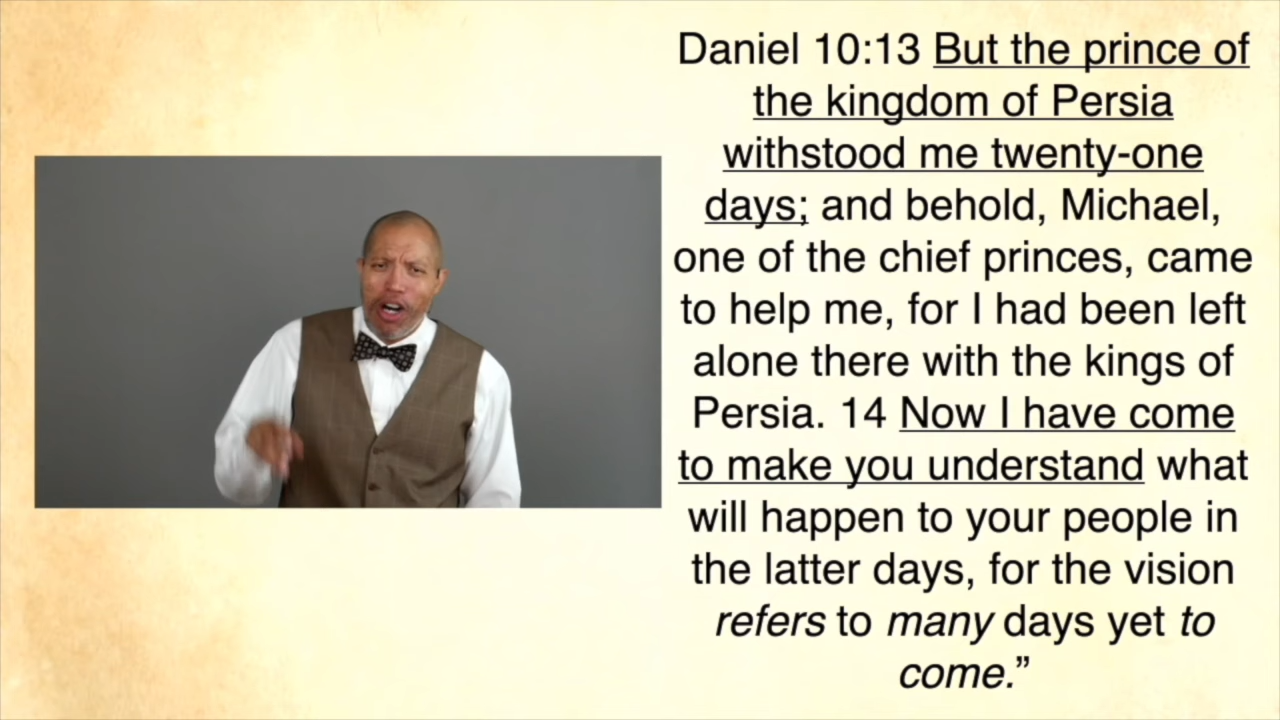 Daniel 10:13 But the prince of
the kingdom of Persia
withstood me twenty-one
days; and behold, Michael,
one of the chief princes, came
to help me, for I had been left
alone there with the kings of
Persia. 14 Now I have come
to make you understand what
will happen to your people in
the latter days, for the vision
refers to many days yet to
come.”